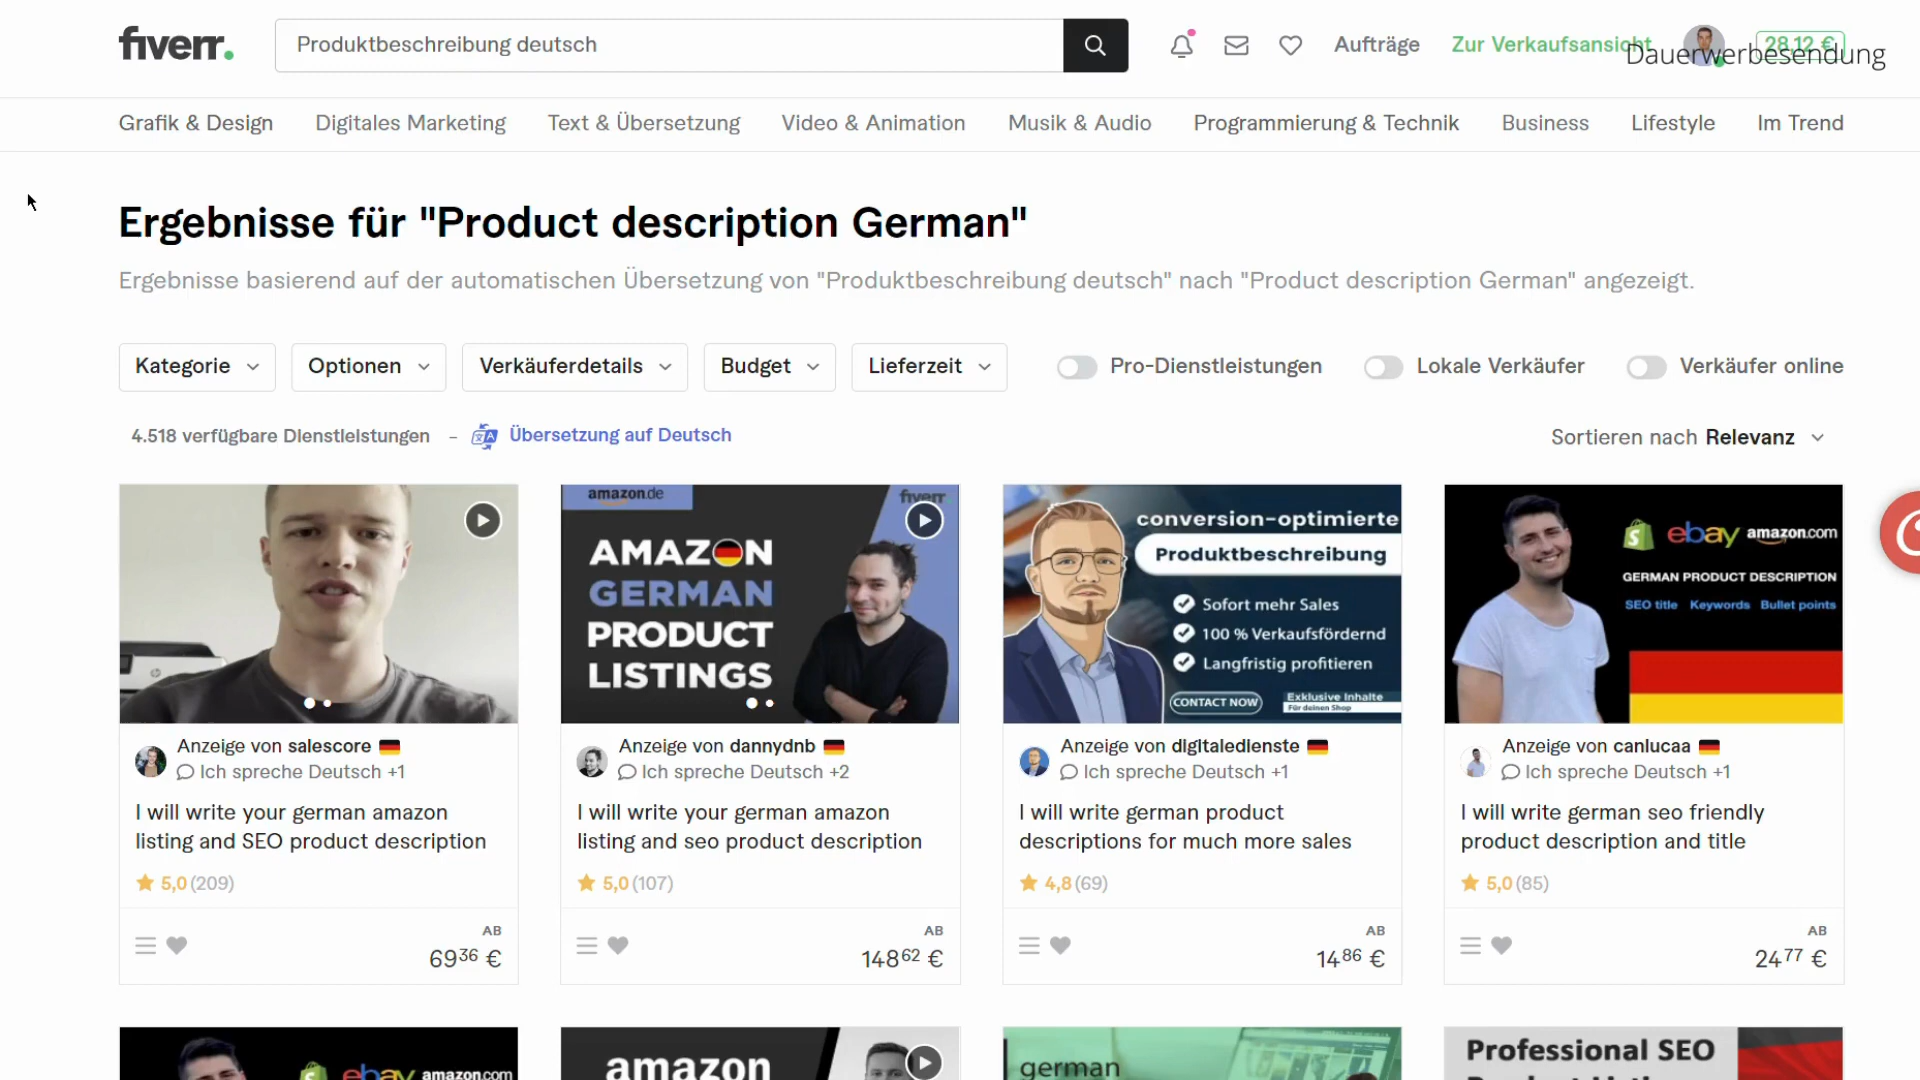 fiverr.
Produktbeschreibung deutsch
Aufträge
Zur Verkaufsansicht
28,12 €
Dauerwerbesendung
Grafik & Design
Digitales Marketing
Text & Übersetzung
Video & Animation
Musik & Audio
Programmierung & Technik
Business
Lifestyle
Im Trend
Ergebnisse für "Product description German"
Ergebnisse basierend auf der automatischen Übersetzung von "Produktbeschreibung deutsch" nach "Product description German" angezeigt.
Kategorie
Optionen
Verkäuferdetails
Budget
Lieferzeit
Pro-Dienstleistungen
Lokale Verkäufer
Verkäufer online
4.518 verfügbare Dienstleistungen – Übersetzung auf Deutsch
Sortieren nach Relevanz
amazon.de
fiverr
AMAZON
GERMAN
PRODUCT
LISTINGS
conversion-optimierte
Produktbeschreibung
Sofort mehr Sales
100 % Verkaufsfördernd
Langfristig profitieren
CONTACT NOW
Exklusive Inhalte
Für deinen Shop
ebay amazon.com
GERMAN PRODUCT DESCRIPTION
SEO title Keywords Bullet points
Anzeige von salescore
Ich spreche Deutsch +1
I will write your german amazon
listing and SEO product description
5,0 (209)
AB
69 36 €
Anzeige von dannydnb
Ich spreche Deutsch +2
I will write your german amazon
listing and seo product description
5,0 (107)
AB
148 62 €
Anzeige von digitaledienste
Ich spreche Deutsch +1
I will write german product
descriptions for much more sales
4,8 (69)
AB
14 86 €
Anzeige von canlucaa
Ich spreche Deutsch +1
I will write german seo friendly
product description and title
5,0 (85)
AB
24 77 €
ebay amazon.com
amazon
german
Professional SEO